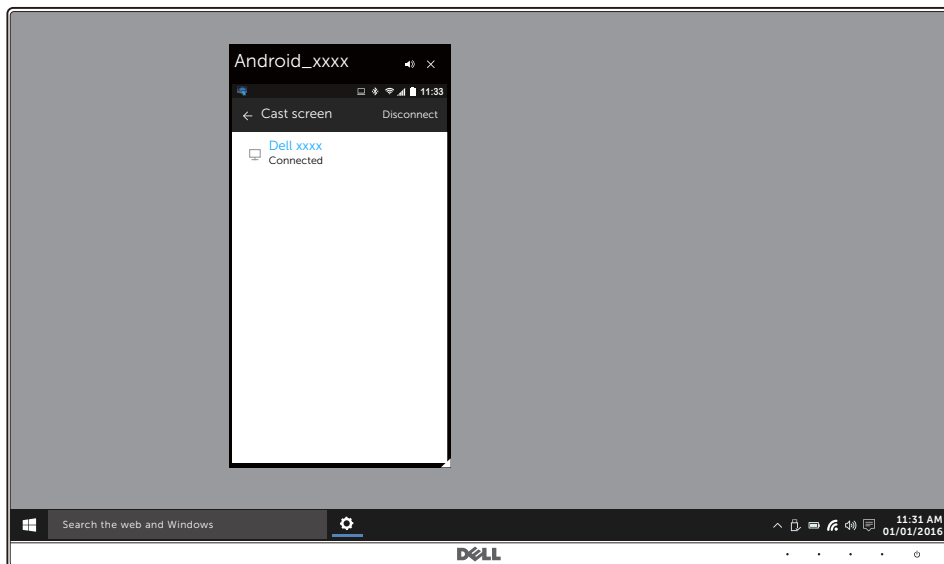 Android_xxxx
11:33
Cast screen Disconnect
Dell xxxx
Connected
Search the web and Windows
11:31 AM
01/01/2016
DELL